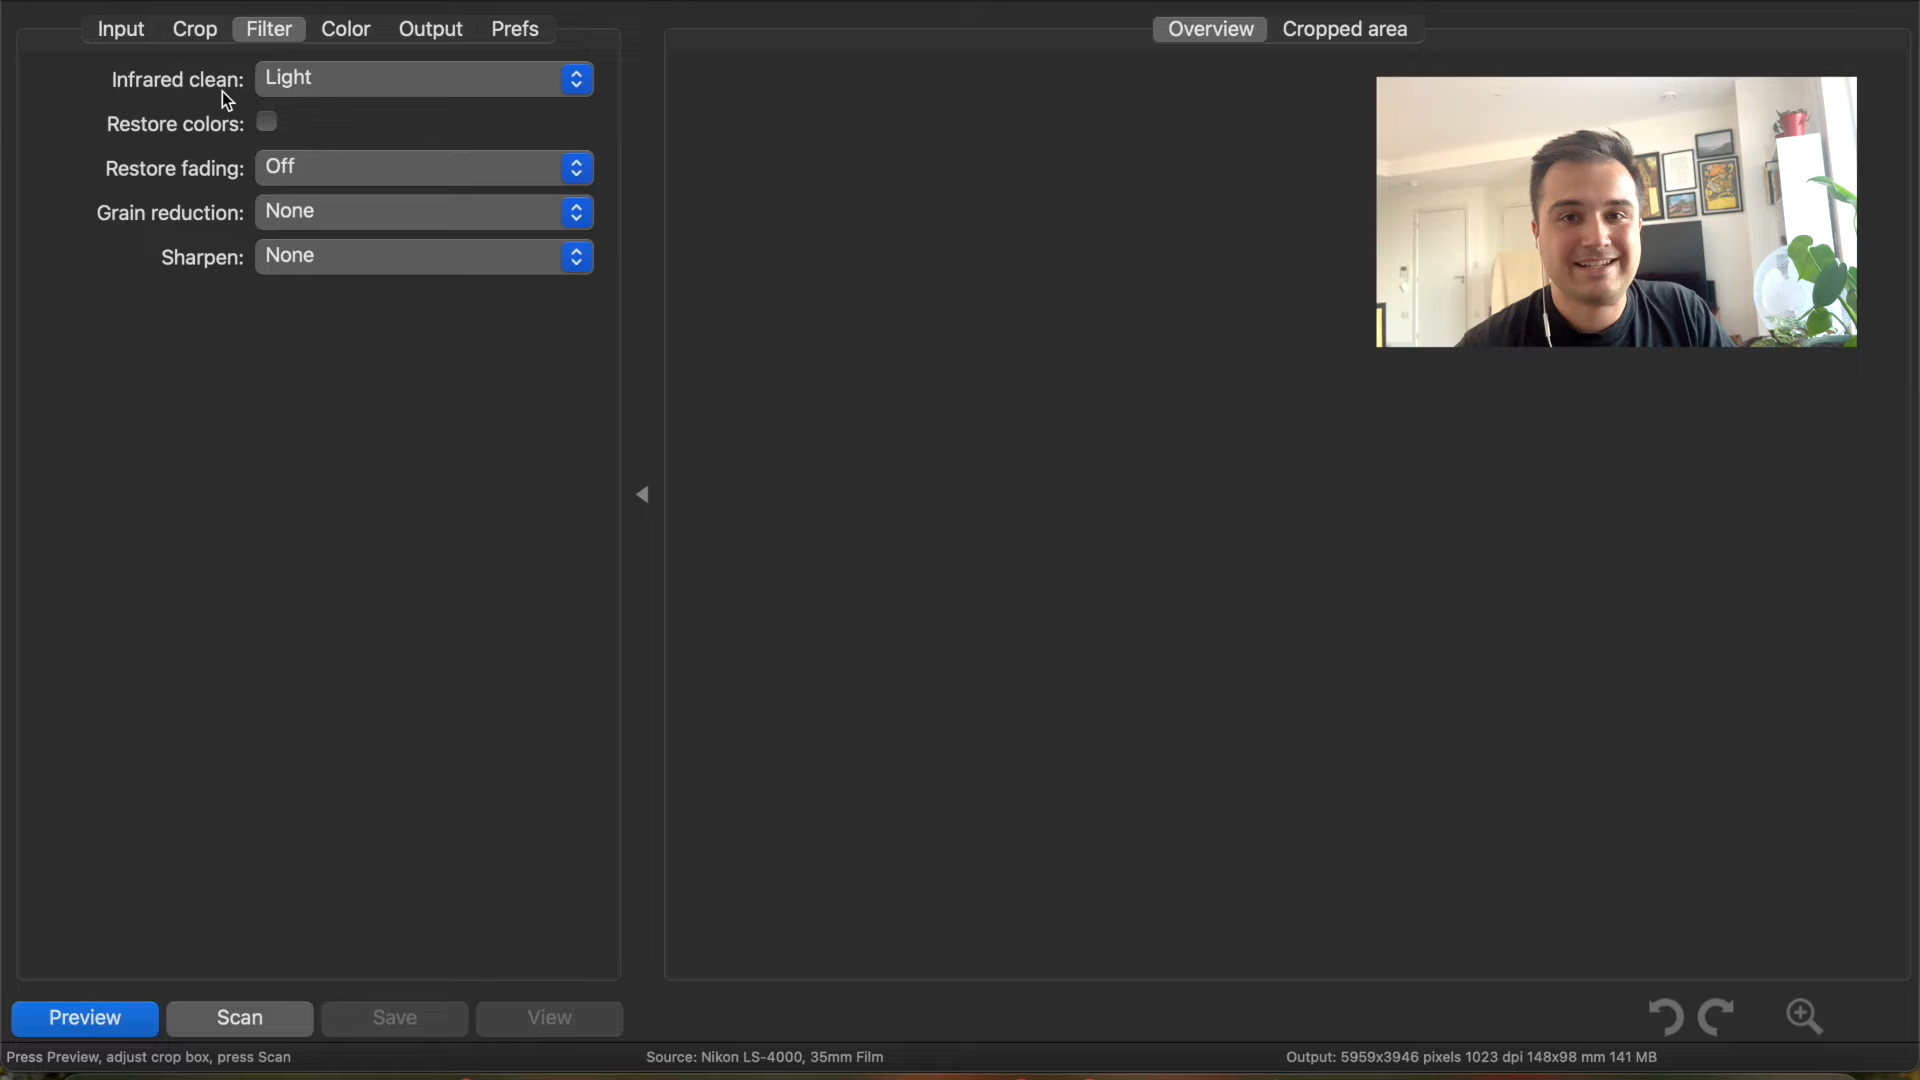 Input Crop Filter Color Output Prefs
Overview Cropped area
Infrared clean: Light
Restore colors:
Restore fading: Off
Grain reduction: None
Sharpen: None
Preview Scan Save View
Press Preview, adjust crop box, press Scan
Source: Nikon LS-4000, 35mm Film
Output: 5959x3946 pixels 1023 dpi 148x98 mm 141 MB